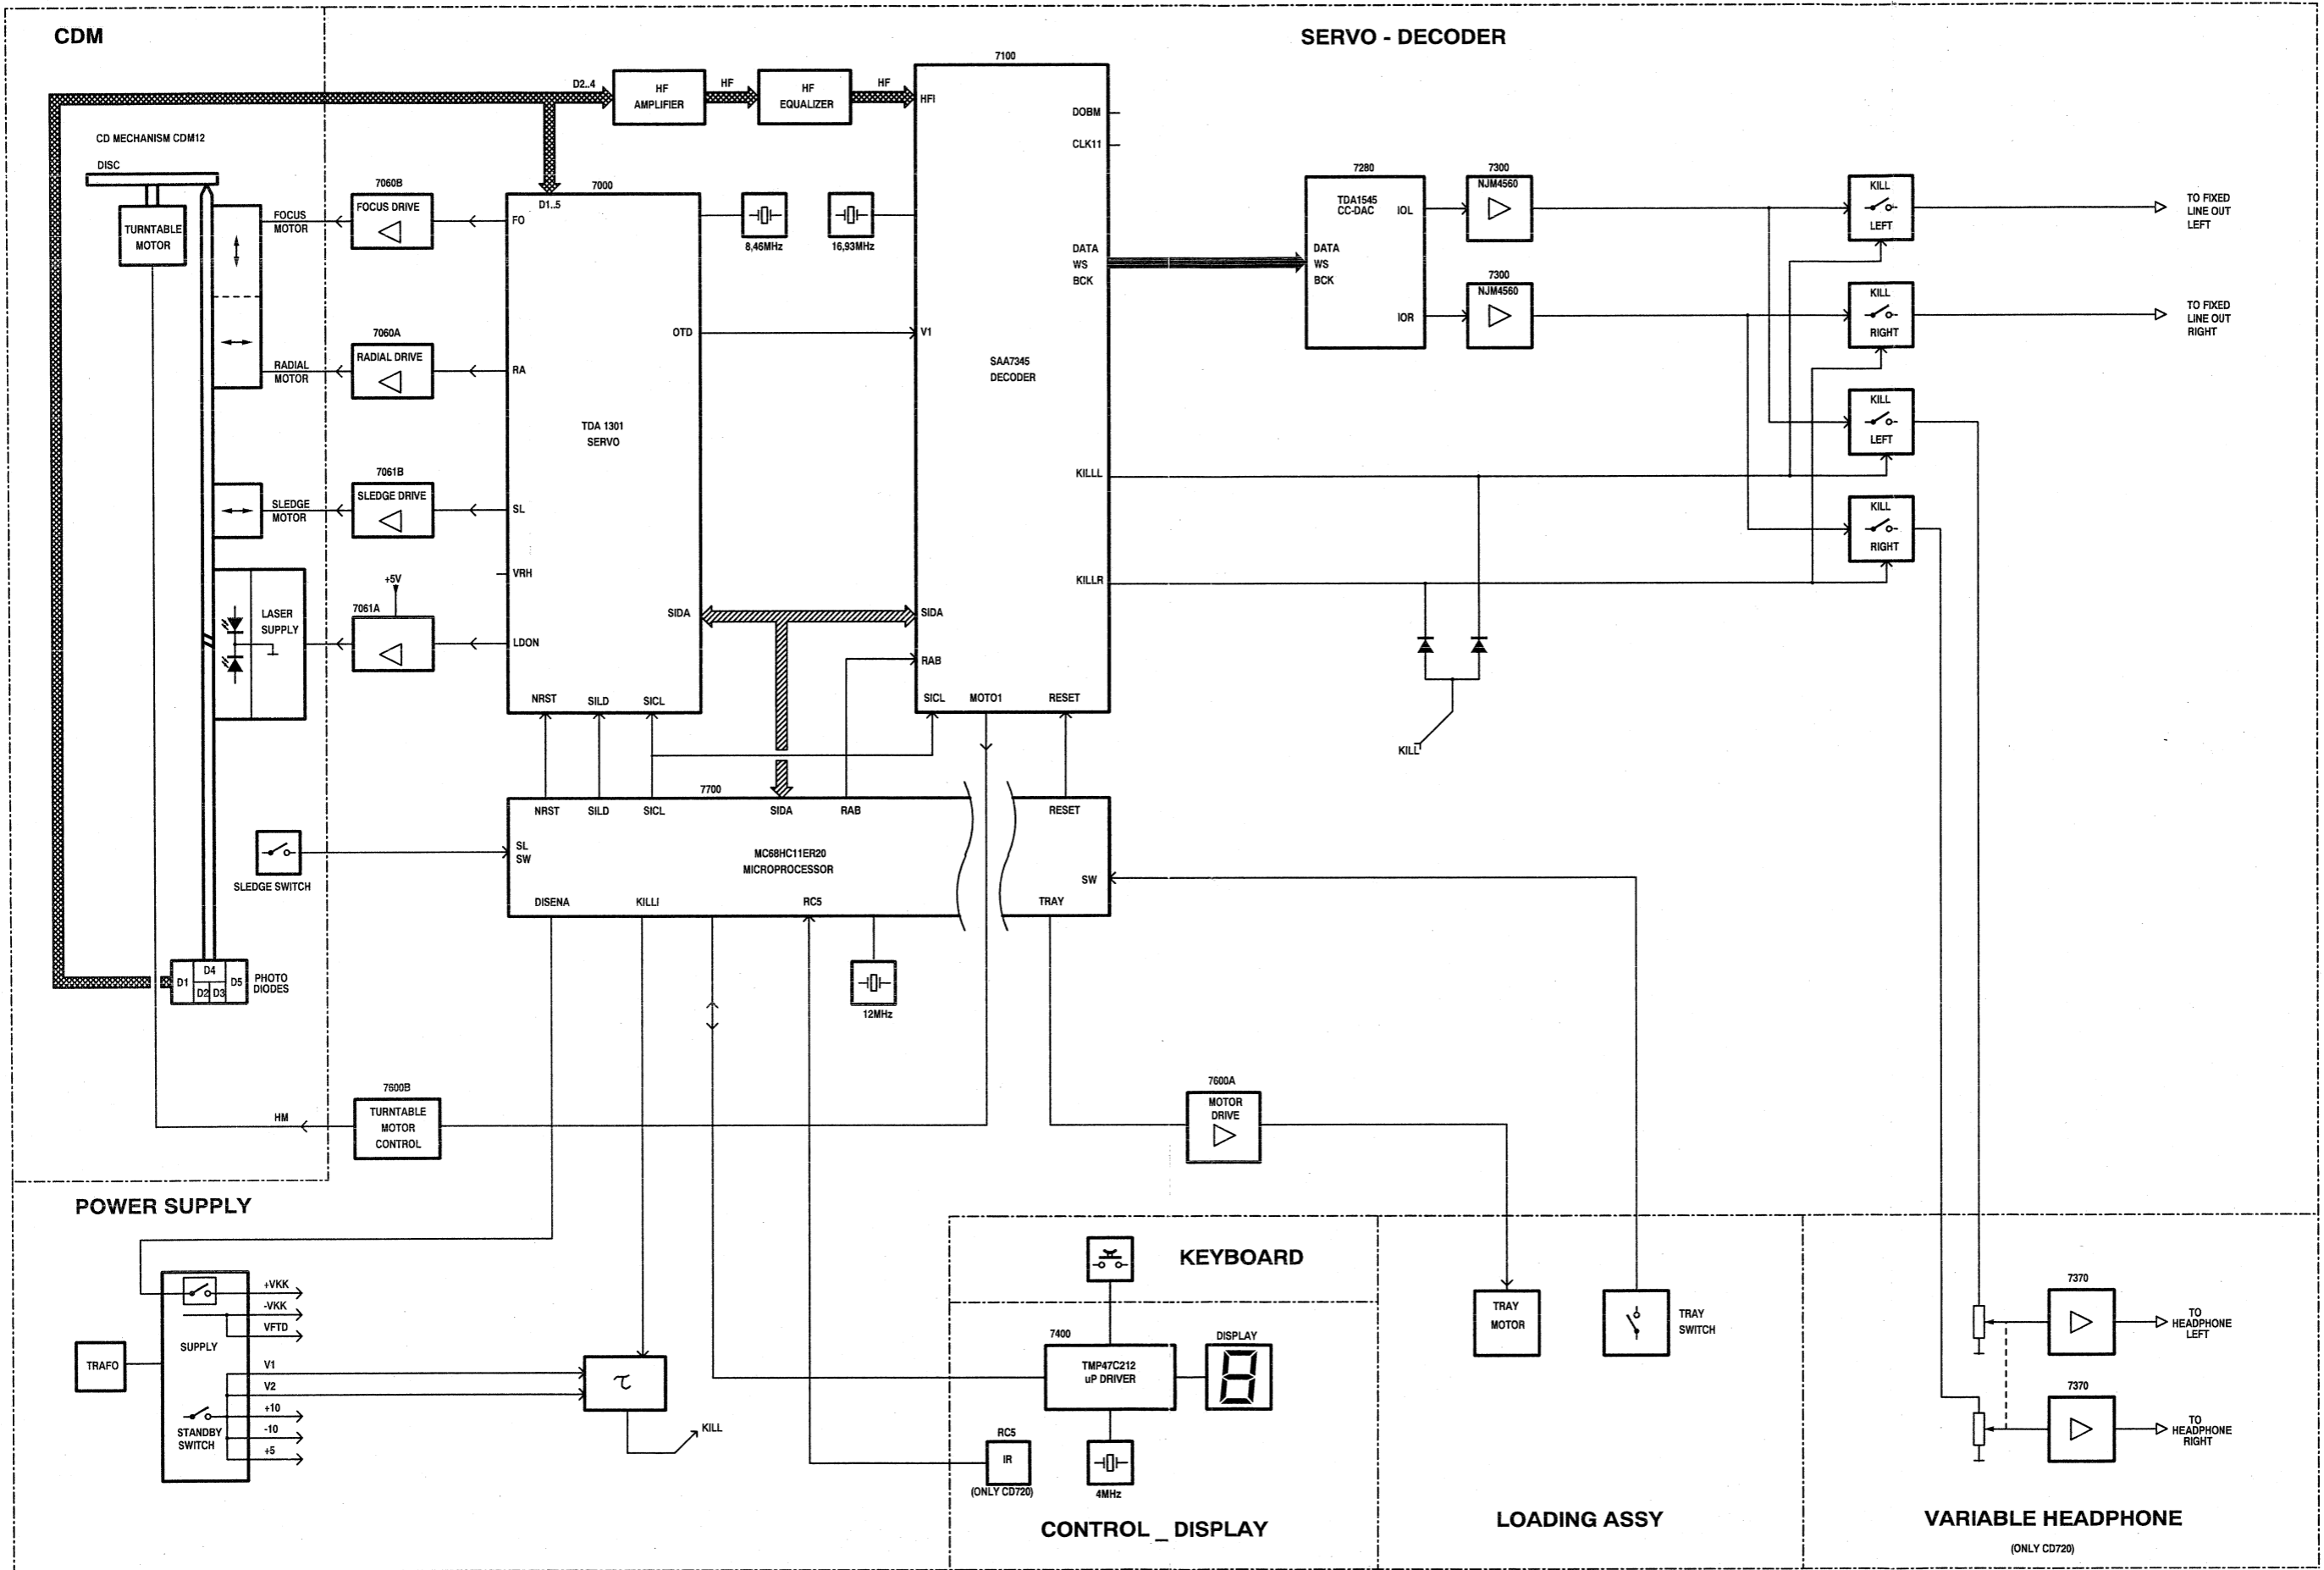 CDM
SERVO - DECODER
7100
D2..4
HF
AMPLIFIER
HF
HF
EQUALIZER
HF
HFI
DOBM
CLK11
CD MECHANISM CDM12
DISC
TURNTABLE
MOTOR
FOCUS
MOTOR
7060B
FOCUS DRIVE
7000
D1..5
FO
8,46MHz
16,93MHz
DATA
WS
BCK
7280
TDA1545
CC-DAC
IOL
DATA
WS
BCK
IOR
7300
NJM4560
7300
NJM4560
KILL
LEFT
TO FIXED
LINE OUT
LEFT
KILL
RIGHT
TO FIXED
LINE OUT
RIGHT
RADIAL
MOTOR
7060A
RADIAL DRIVE
RA
OTD
V1
SAA7345
DECODER
TDA 1301
SERVO
KILL
LEFT
KILL
RIGHT
SLEDGE
MOTOR
7061B
SLEDGE DRIVE
SL
VRH
KILLL
KILLR
LASER
SUPPLY
+5V
7061A
LDON
SIDA
SIDA
RAB
NRST
SILD
SICL
SICL
MOTO1
RESET
KILL
7700
NRST
SILD
SICL
SIDA
RAB
RESET
SL
SW
MC68HC11ER20
MICROPROCESSOR
SW
SLEDGE SWITCH
DISENA
KILLI
RC5
TRAY
D1
D4
D2
D3
D5
PHOTO
DIODES
12MHz
HM
7600B
TURNTABLE
MOTOR
CONTROL
7600A
MOTOR
DRIVE
POWER SUPPLY
KEYBOARD
TRAFO
SUPPLY
STANDBY
SWITCH
+VKK
-VKK
VFTD
V1
V2
+10
-10
+5
τ
KILL
7400
TMP47C212
uP DRIVER
DISPLAY
RC5
IR
(ONLY CD720)
4MHz
CONTROL _ DISPLAY
TRAY
MOTOR
TRAY
SWITCH
LOADING ASSY
7370
TO
HEADPHONE
LEFT
7370
TO
HEADPHONE
RIGHT
VARIABLE HEADPHONE
(ONLY CD720)